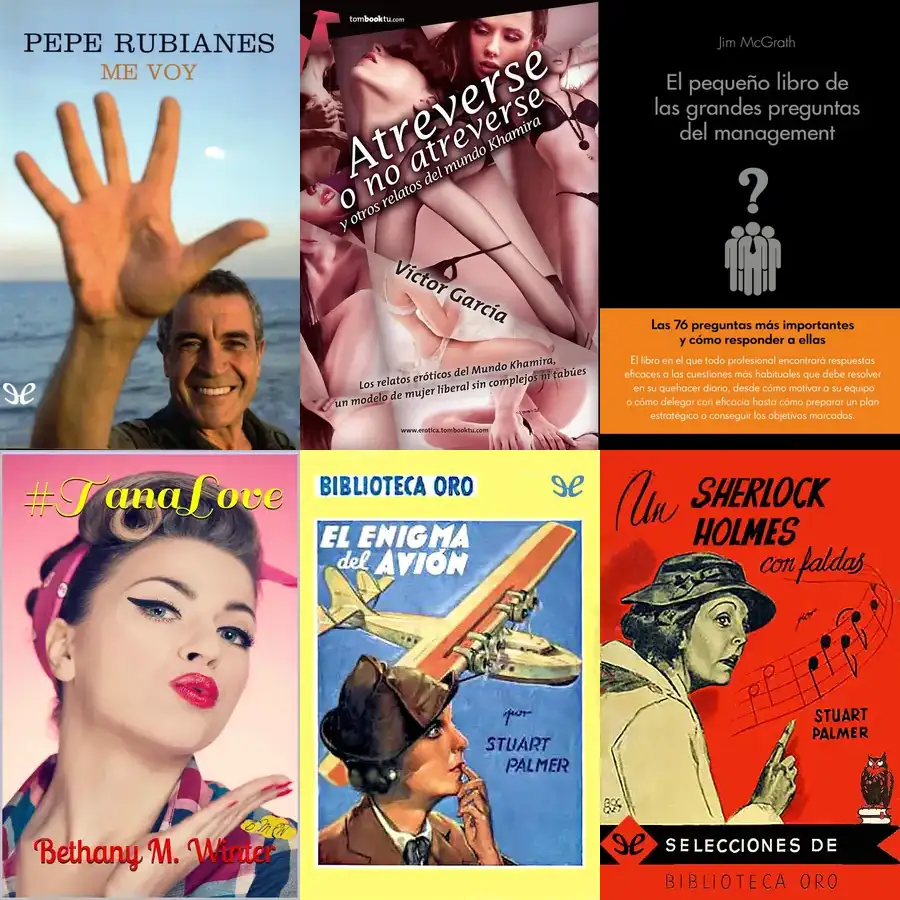 PEPE RUBIANES
ME VOY
tombooktu.com
Atreverse
o no atreverse
y otros relatos del mundo Khamira
Víctor García
Los relatos eróticos del Mundo Khamira,
un modelo de mujer liberal sin complejos ni tabúes
www.erotica.tombooktu.com
Jim McGrath
El pequeño libro de
las grandes preguntas
del management
?
Las 76 preguntas más importantes
y cómo responder a ellas
El libro en el que todo profesional encontrará respuestas
eficaces a las cuestiones más habituales que debe resolver
en su quehacer diario, desde cómo motivar a su equipo
o cómo delegar con eficacia hasta cómo preparar un plan
estratégico o conseguir los objetivos marcados.
#TanaLove
Bethany M. Winter
BIBLIOTECA ORO
EL ENIGMA
del AVIÓN
por
STUART
PALMER
Un SHERLOCK
HOLMES
con faldas
por
STUART
PALMER
SELECCIONES DE
BIBLIOTECA ORO